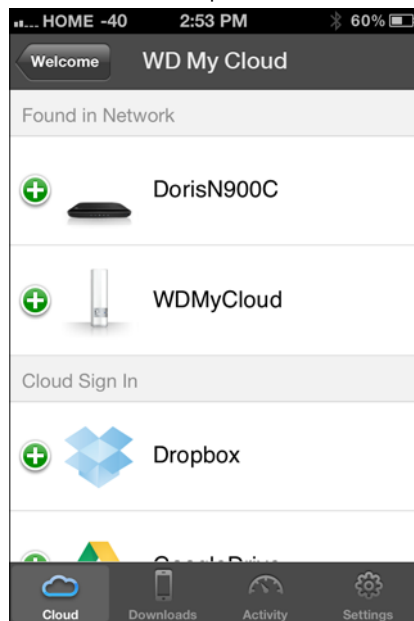 HOME -40 2:53 PM 60%
Welcome WD My Cloud
Found in Network
DorisN900C
WDMyCloud
Cloud Sign In
Dropbox
GoogleDrive
Cloud Downloads Activity Settings